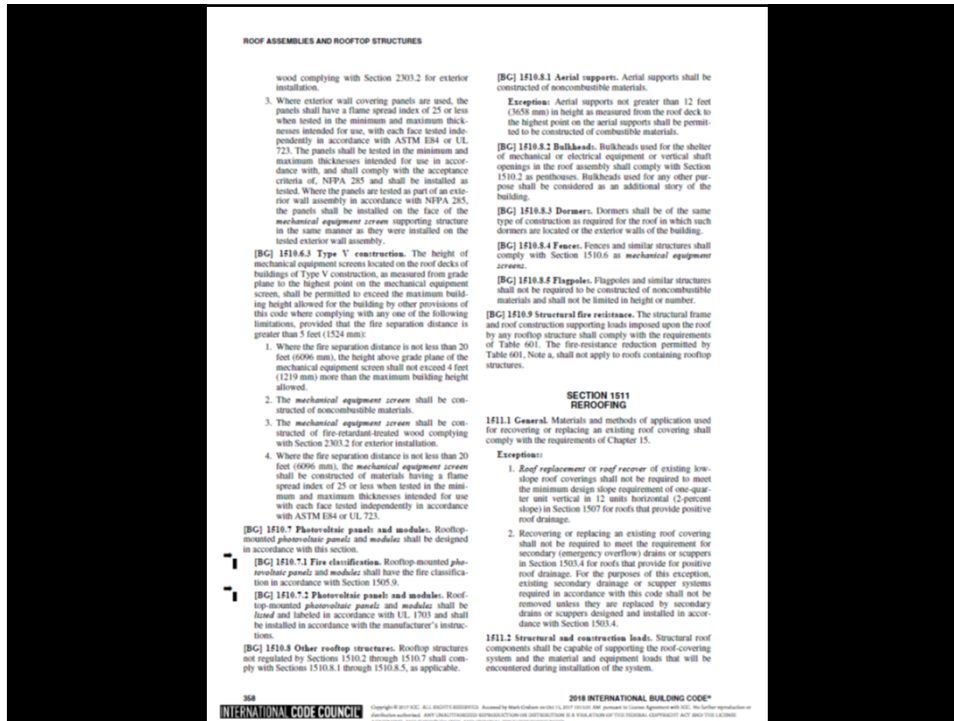 ROOF ASSEMBLIES AND ROOFTOP STRUCTURES
wood complying with Section 2303.2 for exterior
installation.
3. Where exterior wall covering panels are used, the
panels shall have a flame spread index of 25 or less
when tested in the minimum and maximum thick-
nesses intended for use, with each face tested inde-
pendently in accordance with ASTM E84 or UL
723. The panels shall be tested in the minimum and
maximum thicknesses intended for use in accor-
dance with, and shall comply with the acceptance
criteria of, NFPA 285 and shall be installed as
tested. Where the panels are tested as part of an exte-
rior wall assembly in accordance with NFPA 285,
the panels shall be installed on the face of the
mechanical equipment screen supporting structure
in the same manner as they were installed on the
tested exterior wall assembly.
[BG] 1510.6.3 Type V construction. The height of
mechanical equipment screens located on the roof decks of
buildings of Type V construction, as measured from grade
plane to the highest point on the mechanical equipment
screen, shall be permitted to exceed the maximum build-
ing height allowed for the building by other provisions of
this code where complying with any one of the following
limitations, provided that the fire separation distance is
greater than 5 feet (1524 mm):
1. Where the fire separation distance is not less than 20
feet (6096 mm), the height above grade plane of the
mechanical equipment screen shall not exceed 4 feet
(1219 mm) more than the maximum building height
allowed.
2. The mechanical equipment screen shall be con-
structed of noncombustible materials.
3. The mechanical equipment screen shall be con-
structed of fire-retardant-treated wood complying
with Section 2303.2 for exterior installation.
4. Where the fire separation distance is not less than 20
feet (6096 mm), the mechanical equipment screen
shall be constructed of materials having a flame
spread index of 25 or less when tested in the mini-
mum and maximum thicknesses intended for use
with each face tested independently in accordance
with ASTM E84 or UL 723.
[BG] 1510.7 Photovoltaic panels and modules. Rooftop-
mounted photovoltaic panels and modules shall be designed
in accordance with this section.
[BG] 1510.7.1 Fire classification. Rooftop-mounted pho-
tovoltaic panels and modules shall have the fire classifica-
tion in accordance with Section 1505.9.
[BG] 1510.7.2 Photovoltaic panels and modules. Roof-
top-mounted photovoltaic panels and modules shall be
listed and labeled in accordance with UL 1703 and shall
be installed in accordance with the manufacturer's instruc-
tions.
[BG] 1510.8 Other rooftop structures. Rooftop structures
not regulated by Sections 1510.2 through 1510.7 shall com-
ply with Sections 1510.8.1 through 1510.8.5, as applicable.
[BG] 1510.8.1 Aerial supports. Aerial supports shall be
constructed of noncombustible materials.
Exception: Aerial supports not greater than 12 feet
(3658 mm) in height as measured from the roof deck to
the highest point on the aerial supports shall be permit-
ted to be constructed of combustible materials.
[BG] 1510.8.2 Bulkheads. Bulkheads used for the shelter
of mechanical or electrical equipment or vertical shaft
openings in the roof assembly shall comply with Section
1510.2 as penthouses. Bulkheads used for any other pur-
pose shall be considered as an additional story of the
building.
[BG] 1510.8.3 Dormers. Dormers shall be of the same
type of construction as required for the roof in which such
dormers are located or the exterior walls of the building.
[BG] 1510.8.4 Fences. Fences and similar structures shall
comply with Section 1510.6 as mechanical equipment
screens.
[BG] 1510.8.5 Flagpoles. Flagpoles and similar structures
shall not be required to be constructed of noncombustible
materials and shall not be limited in height or number.
[BG] 1510.9 Structural fire resistance. The structural frame
and roof construction supporting loads imposed upon the roof
by any rooftop structure shall comply with the requirements
of Table 601. The fire-resistance reduction permitted by
Table 601, Note a, shall not apply to roofs containing rooftop
structures.
SECTION 1511
REROOFING
1511.1 General. Materials and methods of application used
for recovering or replacing an existing roof covering shall
comply with the requirements of Chapter 15.
Exceptions:
1. Roof replacement or roof recover of existing low-
slope roof coverings shall not be required to meet
the minimum design slope requirement of one-quar-
ter unit vertical in 12 units horizontal (2-percent
slope) in Section 1507 for roofs that provide positive
roof drainage.
2. Recovering or replacing an existing roof covering
shall not be required to meet the requirement for
secondary (emergency overflow) drains or scuppers
in Section 1503.4 for roofs that provide for positive
roof drainage. For the purposes of this exception,
existing secondary drainage or scupper systems
required in accordance with this code shall not be
removed unless they are replaced by secondary
drains or scuppers designed and installed in accor-
dance with Section 1503.4.
1511.2 Structural and construction loads. Structural roof
components shall be capable of supporting the roof-covering
system and the material and equipment loads that will be
encountered during installation of the system.
358
2018 INTERNATIONAL BUILDING CODE®
INTERNATIONAL CODE COUNCIL®
Copyright © 2017 ICC. ALL RIGHTS RESERVED. Accessed by Mark Graham on Oct 13, 2017 pursuant to License Agreement with ICC. No further reproduction or
distribution authorized. ANY UNAUTHORIZED REPRODUCTION OR DISTRIBUTION IS A VIOLATION OF THE FEDERAL COPYRIGHT ACT AND THE LICENSE